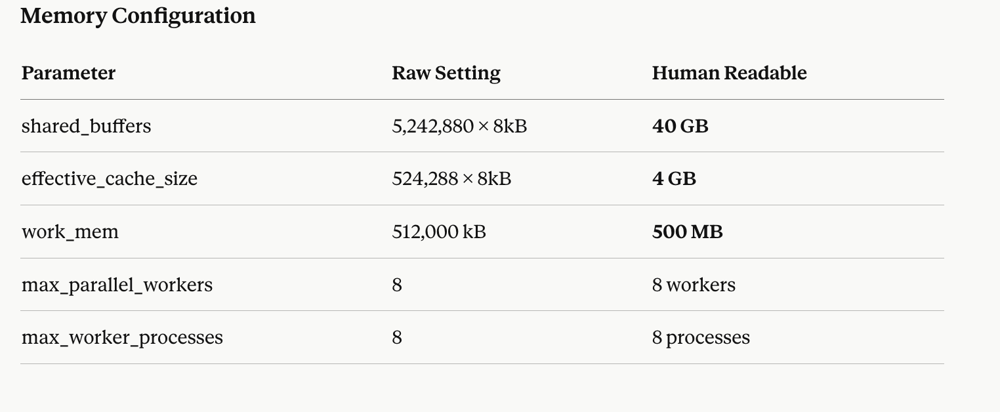 Memory Configuration
Parameter Raw Setting Human Readable
shared_buffers 5,242,880 × 8kB 40 GB
effective_cache_size 524,288 × 8kB 4 GB
work_mem 512,000 kB 500 MB
max_parallel_workers 8 8 workers
max_worker_processes 8 8 processes